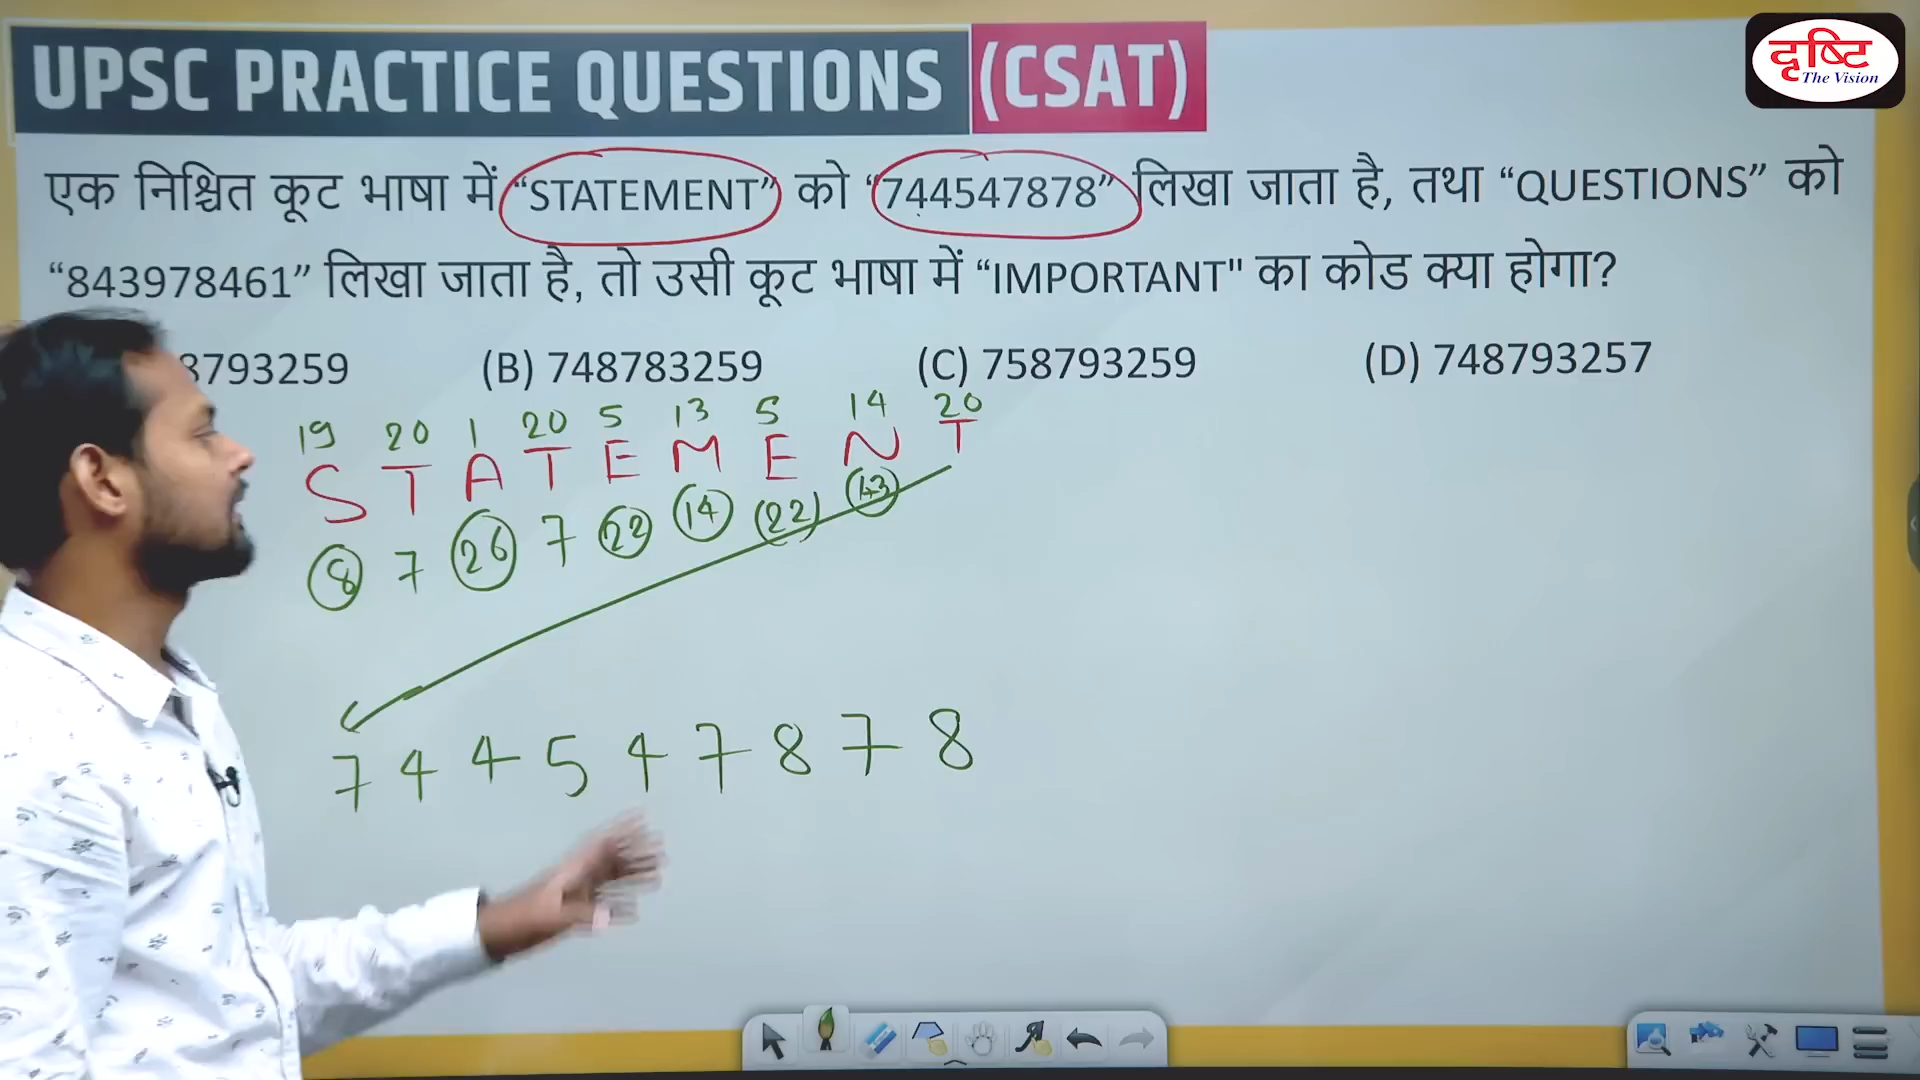 UPSC PRACTICE QUESTIONS (CSAT)
दृष्टि
The Vision
एक निश्चित कूट भाषा में “STATEMENT” को “744547878” लिखा जाता है, तथा “QUESTIONS” को
“843978461” लिखा जाता है, तो उसी कूट भाषा में “IMPORTANT" का कोड क्या होगा?
8793259 (B) 748783259 (C) 758793259 (D) 748793257
19 20 1 20 5 13 5 14 20
S T A T E M E N T
8 7 26 7 22 14 (22) 13
7 4 4 5 4 7 8 7 8